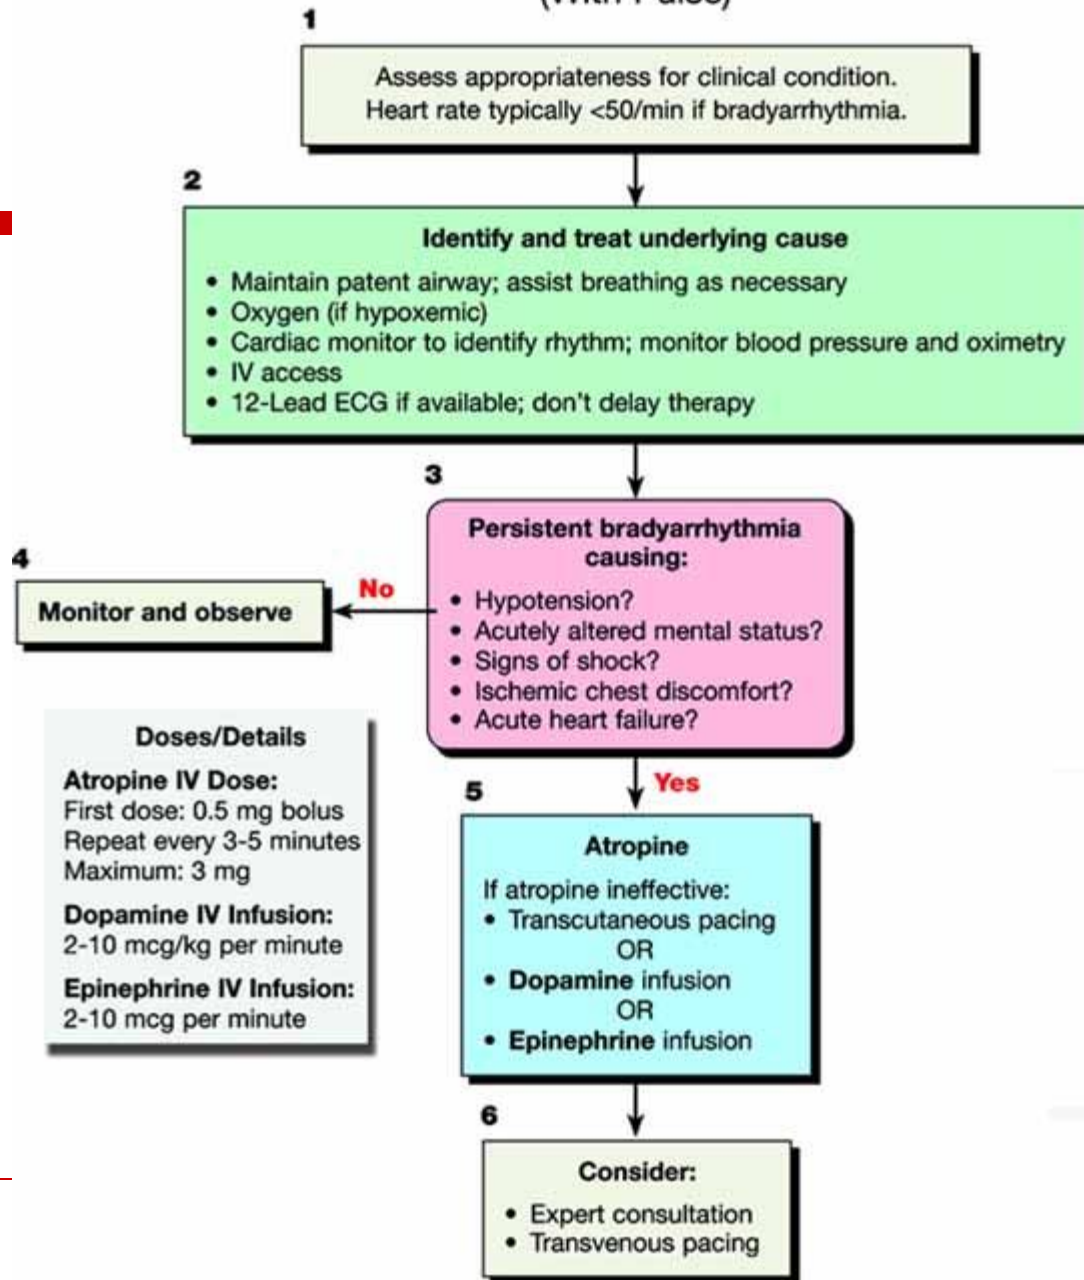 (With Pulse)
1
Assess appropriateness for clinical condition.
Heart rate typically <50/min if bradyarrhythmia.
2
Identify and treat underlying cause
• Maintain patent airway; assist breathing as necessary
• Oxygen (if hypoxemic)
• Cardiac monitor to identify rhythm; monitor blood pressure and oximetry
• IV access
• 12-Lead ECG if available; don't delay therapy
3
Persistent bradyarrhythmia
causing:
• Hypotension?
• Acutely altered mental status?
• Signs of shock?
• Ischemic chest discomfort?
• Acute heart failure?
4
No
Monitor and observe
Doses/Details
Atropine IV Dose:
First dose: 0.5 mg bolus
Repeat every 3-5 minutes
Maximum: 3 mg
Dopamine IV Infusion:
2-10 mcg/kg per minute
Epinephrine IV Infusion:
2-10 mcg per minute
Yes
5
Atropine
If atropine ineffective:
• Transcutaneous pacing
OR
• Dopamine infusion
OR
• Epinephrine infusion
6
Consider:
• Expert consultation
• Transvenous pacing